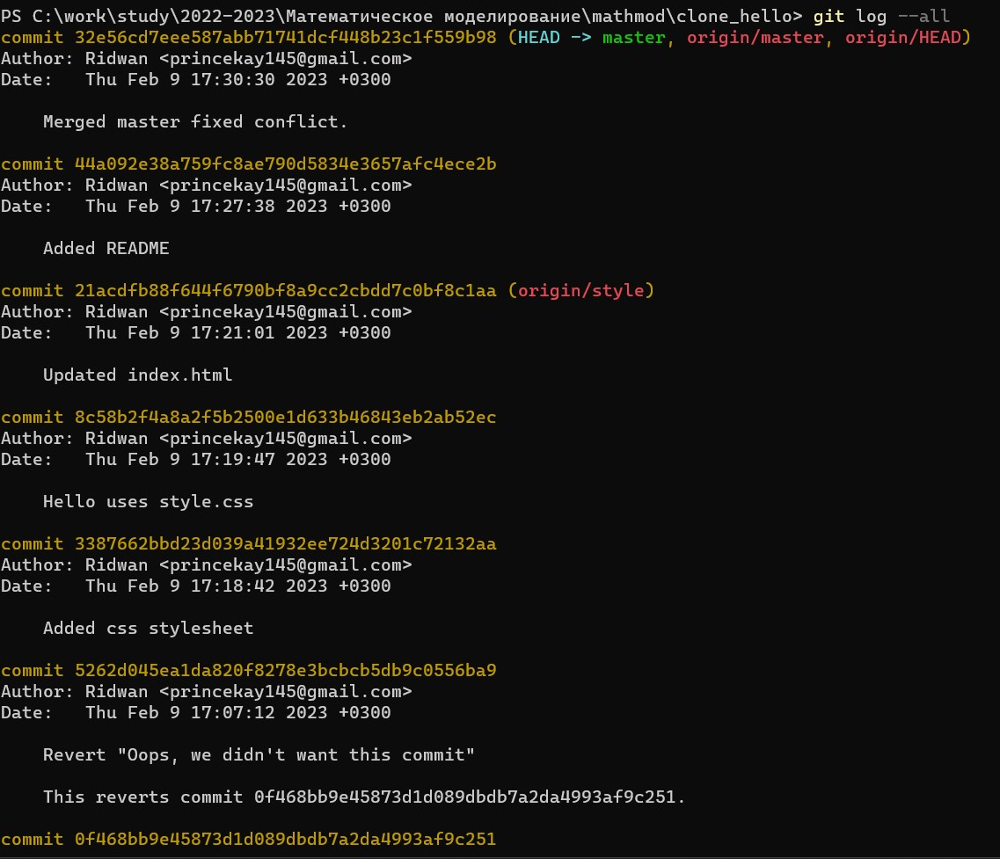 PS C:\work\study\2022-2023\Математическое моделирование\mathmod\clone_hello> git log --all
commit 32e56cd7eee587abb71741dcf448b23c1f559b98 (HEAD -> master, origin/master, origin/HEAD)
Author: Ridwan <princekay145@gmail.com>
Date:   Thu Feb 9 17:30:30 2023 +0300
    Merged master fixed conflict.
commit 44a092e38a759fc8ae790d5834e3657afc4ece2b
Author: Ridwan <princekay145@gmail.com>
Date:   Thu Feb 9 17:27:38 2023 +0300
    Added README
commit 21acdfb88f644f6790bf8a9cc2cbdd7c0bf8c1aa (origin/style)
Author: Ridwan <princekay145@gmail.com>
Date:   Thu Feb 9 17:21:01 2023 +0300
    Updated index.html
commit 8c58b2f4a8a2f5b2500e1d633b46843eb2ab52ec
Author: Ridwan <princekay145@gmail.com>
Date:   Thu Feb 9 17:19:47 2023 +0300
    Hello uses style.css
commit 3387662bbd23d039a41932ee724d3201c72132aa
Author: Ridwan <princekay145@gmail.com>
Date:   Thu Feb 9 17:18:42 2023 +0300
    Added css stylesheet
commit 5262d045ea1da820f8278e3bcbcb5db9c0556ba9
Author: Ridwan <princekay145@gmail.com>
Date:   Thu Feb 9 17:07:12 2023 +0300
    Revert "Oops, we didn't want this commit"
    This reverts commit 0f468bb9e45873d1d089dbdb7a2da4993af9c251.
commit 0f468bb9e45873d1d089dbdb7a2da4993af9c251